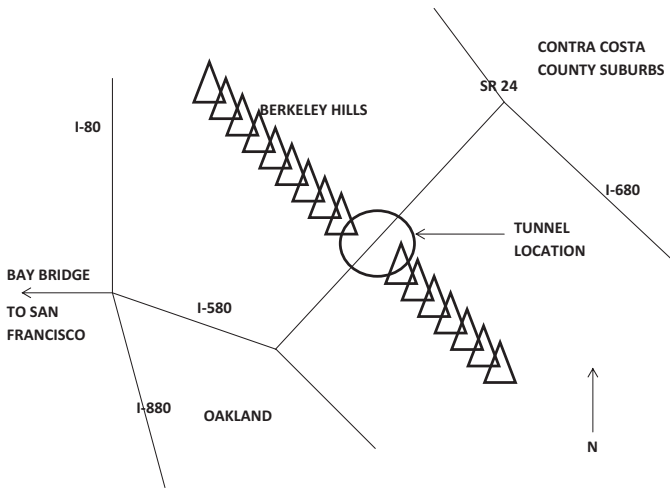 CONTRA COSTA
COUNTY SUBURBS
SR 24
BERKELEY HILLS
I-80
I-680
TUNNEL
LOCATION
BAY BRIDGE
TO SAN
FRANCISCO
I-580
I-880
OAKLAND
N